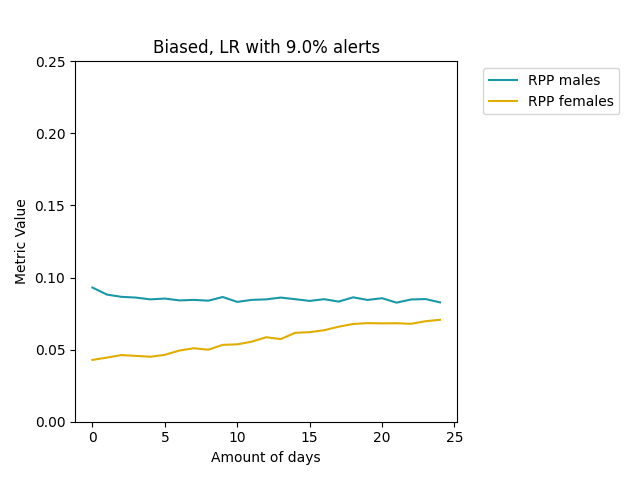 Biased, LR with 9.0% alerts
RPP males
RPP females
Metric Value
0.25
0.20
0.15
0.10
0.05
0.00
0 5 10 15 20 25
Amount of days